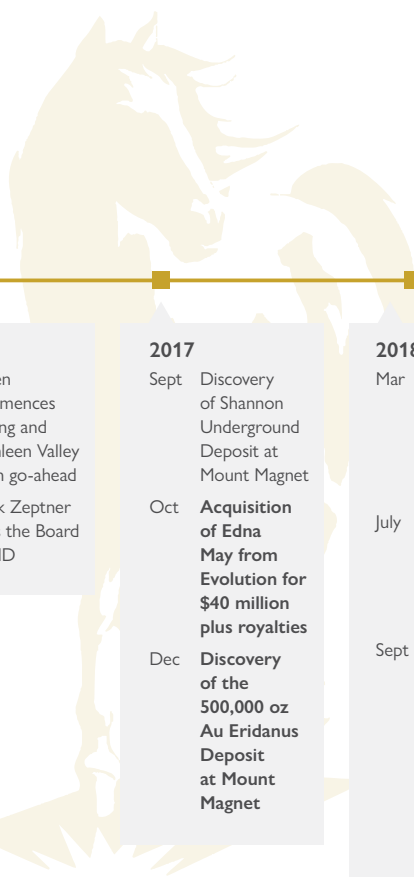 en
mences
ng and
leen Valley
go-ahead
k Zeptner
the Board
2017
Sept Discovery
of Shannon
Underground
Deposit at
Mount Magnet
Oct Acquisition
of Edna
May from
Evolution for
$40 million
plus royalties
Dec Discovery
of the
500,000 oz
Au Eridanus
Deposit
at Mount
Magnet
2018
Mar
July
Sept